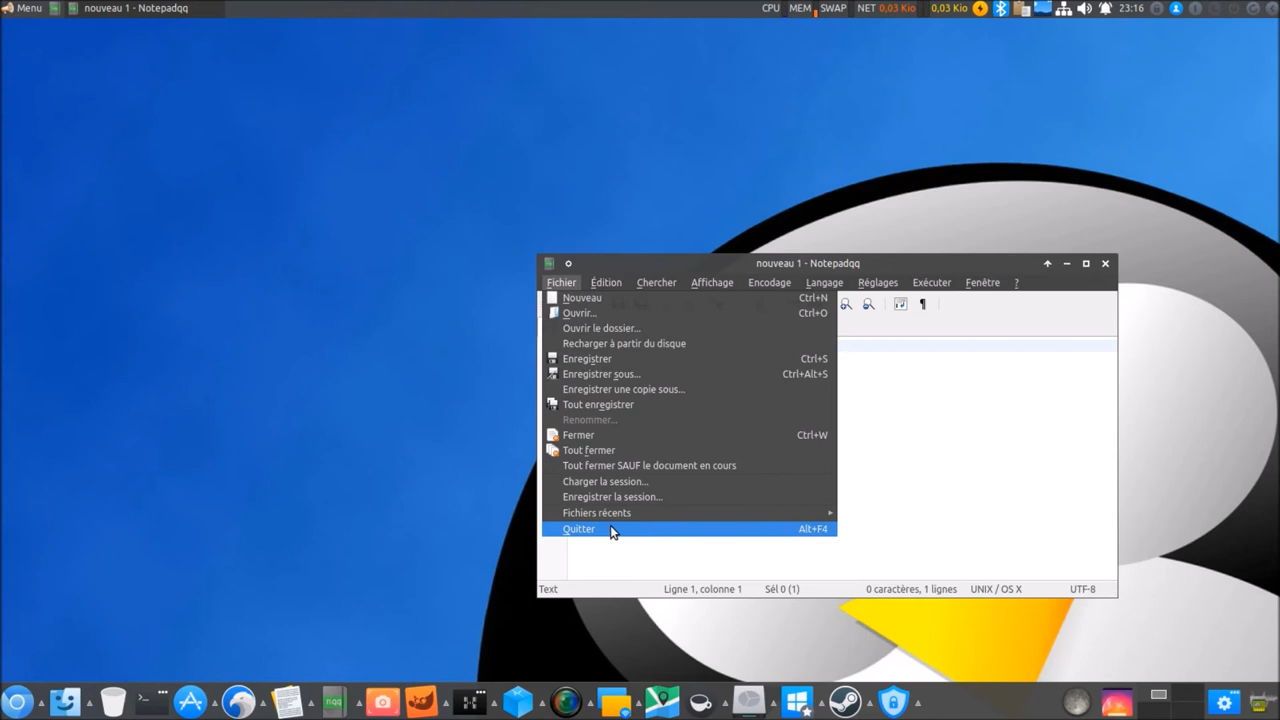 Menu nouveau 1 - Notepadqq CPU MEM SWAP NET 0,03 Kio 0,03 Kio 23:16
nouveau 1 - Notepadqq
Fichier Édition Chercher Affichage Encodage Langage Réglages Exécuter Fenêtre ?
Nouveau Ctrl+N
Ouvrir... Ctrl+O
Ouvrir le dossier...
Recharger à partir du disque
Enregistrer Ctrl+S
Enregistrer sous... Ctrl+Alt+S
Enregistrer une copie sous...
Tout enregistrer
Renommer...
Fermer Ctrl+W
Tout fermer
Tout fermer SAUF le document en cours
Charger la session...
Enregistrer la session...
Fichiers récents
Quitter Alt+F4
Text Ligne 1, colonne 1 Sél 0 (1) 0 caractères, 1 lignes UNIX / OS X UTF-8
nqq